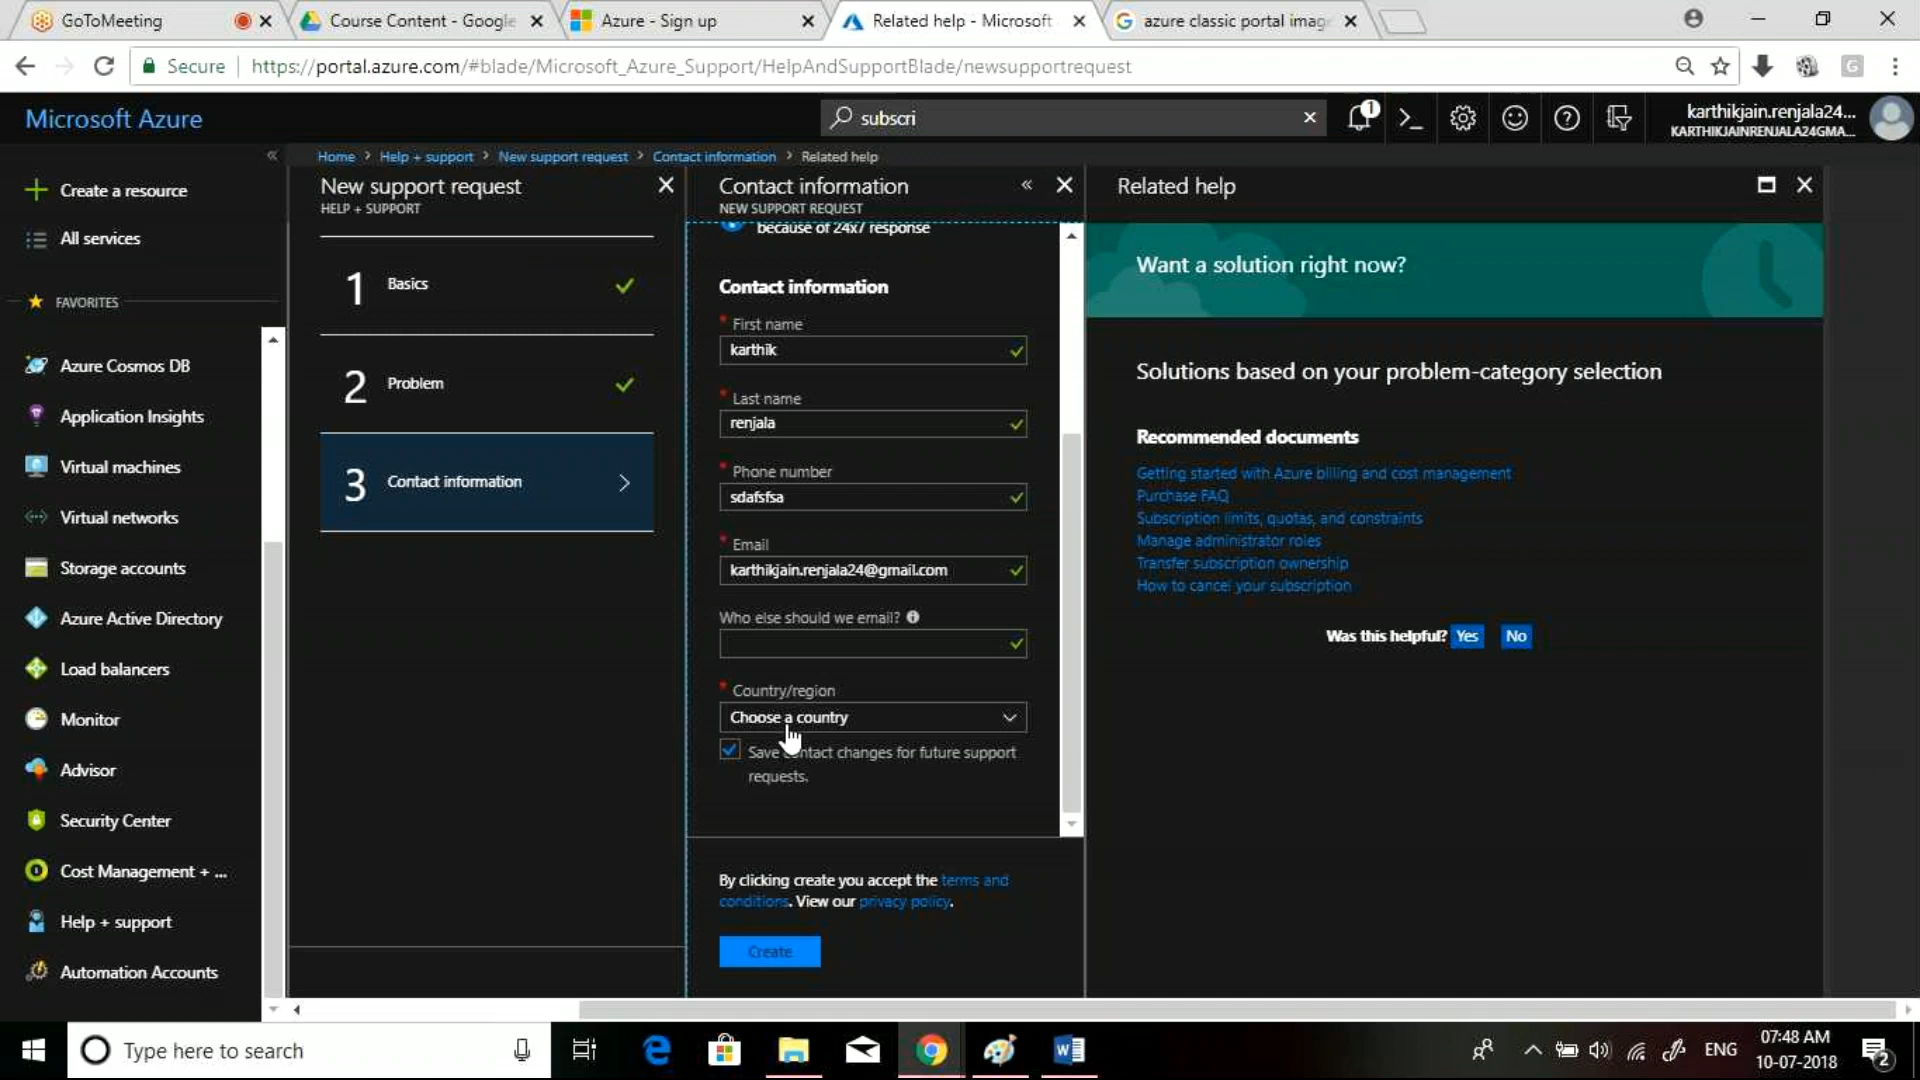 GoToMeeting
Course Content - Google
Azure - Sign up
Related help - Microsoft
azure classic portal imag
Secure
https://portal.azure.com/#blade/Microsoft_Azure_Support/HelpAndSupportBlade/newsupportrequest
Microsoft Azure
subscri
1
karthikjain.renjala24...
KARTHIKJAINRENJALA24GMA...
Home > Help + support > New support request > Contact information > Related help
Create a resource
All services
FAVORITES
Azure Cosmos DB
Application Insights
Virtual machines
Virtual networks
Storage accounts
Azure Active Directory
Load balancers
Monitor
Advisor
Security Center
Cost Management + ...
Help + support
Automation Accounts
New support request
HELP + SUPPORT
1 Basics
2 Problem
3 Contact information
Contact information
NEW SUPPORT REQUEST
because of 24x7 response
Contact information
* First name
karthik
* Last name
renjala
* Phone number
sdafsfsa
* Email
karthikjain.renjala24@gmail.com
Who else should we email?
* Country/region
Choose a country
Save contact changes for future support
requests.
By clicking create you accept the terms and
conditions. View our privacy policy.
Create
Related help
Want a solution right now?
Solutions based on your problem-category selection
Recommended documents
Getting started with Azure billing and cost management
Purchase FAQ
Subscription limits, quotas, and constraints
Manage administrator roles
Transfer subscription ownership
How to cancel your subscription
Was this helpful? Yes No
Type here to search
ENG
07:48 AM
10-07-2018
2